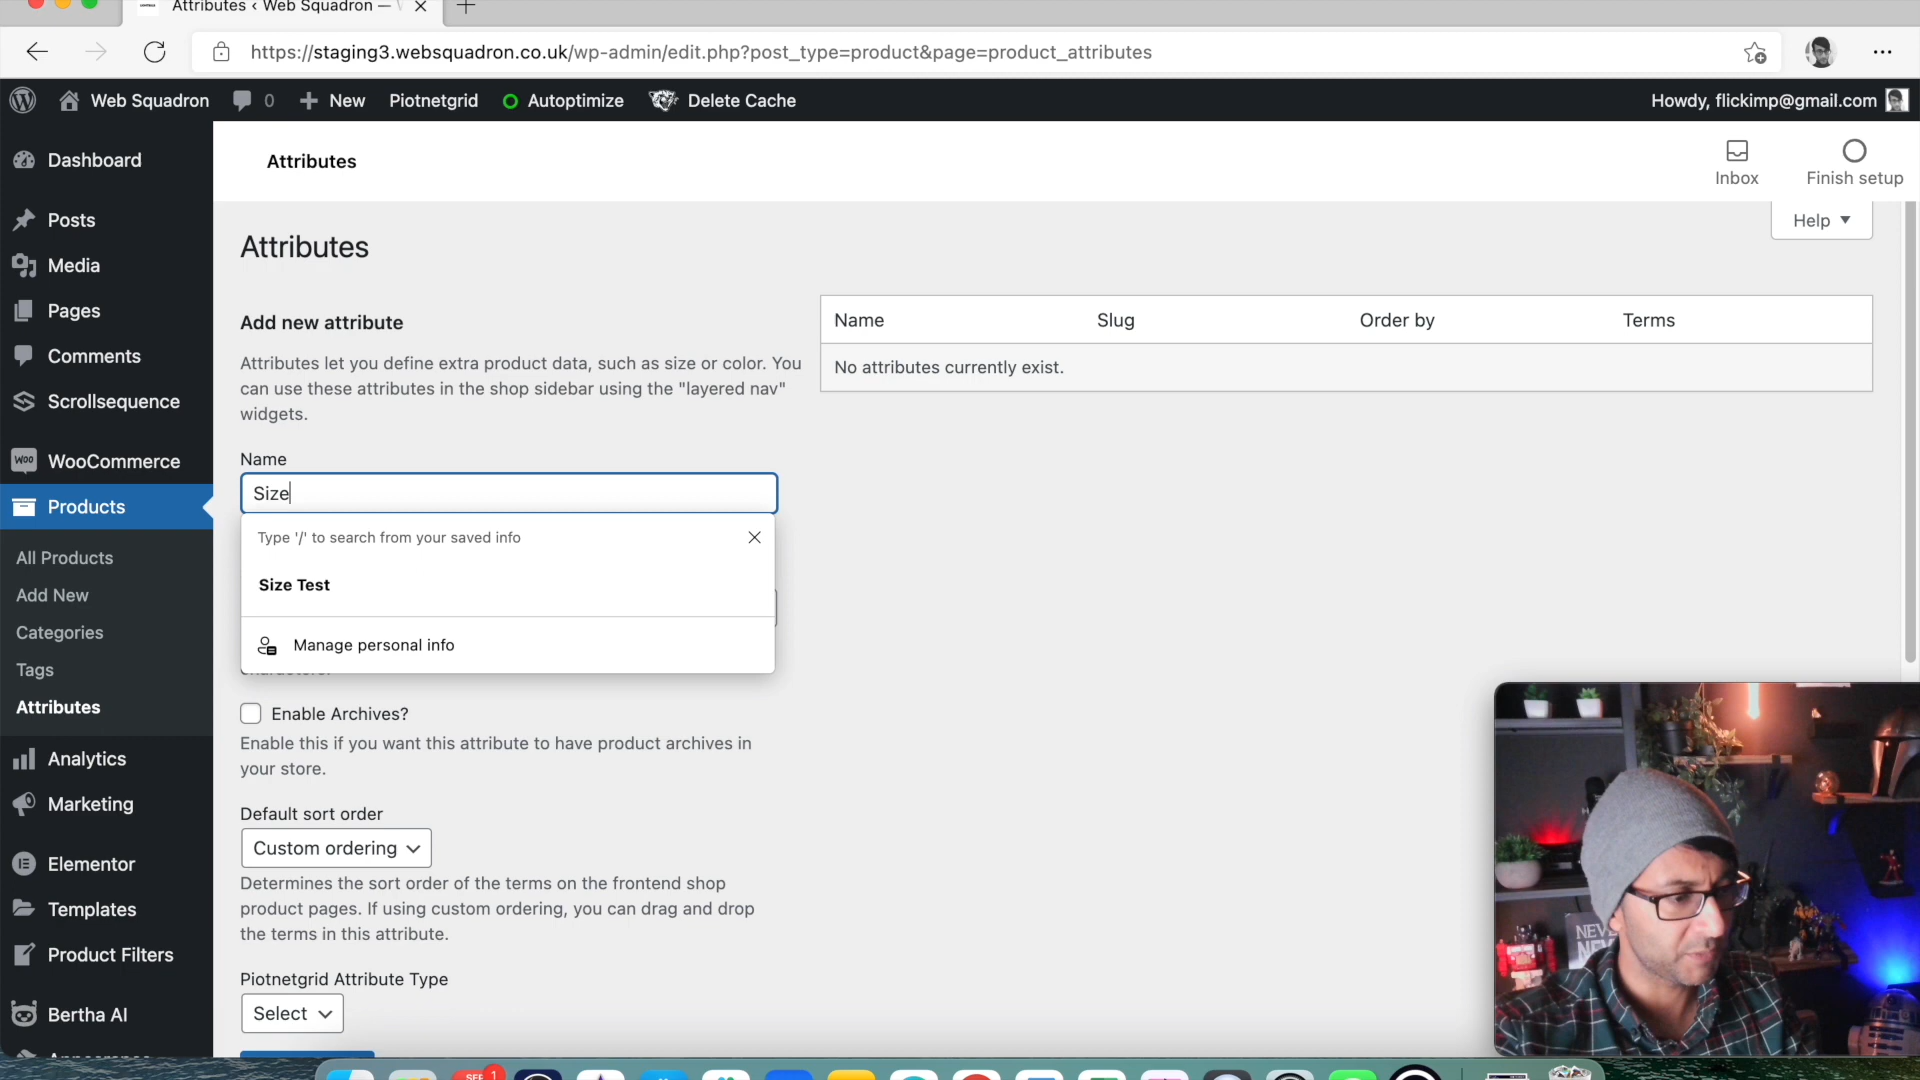 Attributes ‹ Web Squadron —
https://staging3.websquadron.co.uk/wp-admin/edit.php?post_type=product&page=product_attributes
Web Squadron
0
New
Piotnetgrid
Autoptimize
Delete Cache
Howdy, flickimp@gmail.com
Dashboard
Posts
Media
Pages
Comments
Scrollsequence
WooCommerce
Products
All Products
Add New
Categories
Tags
Attributes
Analytics
Marketing
Elementor
Templates
Product Filters
Bertha AI
Attributes
Inbox
Finish setup
Help
Attributes
Add new attribute
Attributes let you define extra product data, such as size or color. You
can use these attributes in the shop sidebar using the "layered nav"
widgets.
Name
Size
Type '/' to search from your saved info
Size Test
Manage personal info
Enable Archives?
Enable this if you want this attribute to have product archives in
your store.
Default sort order
Custom ordering
Determines the sort order of the terms on the frontend shop
product pages. If using custom ordering, you can drag and drop
the terms in this attribute.
Piotnetgrid Attribute Type
Select
Name Slug Order by Terms
No attributes currently exist.
SEP
1